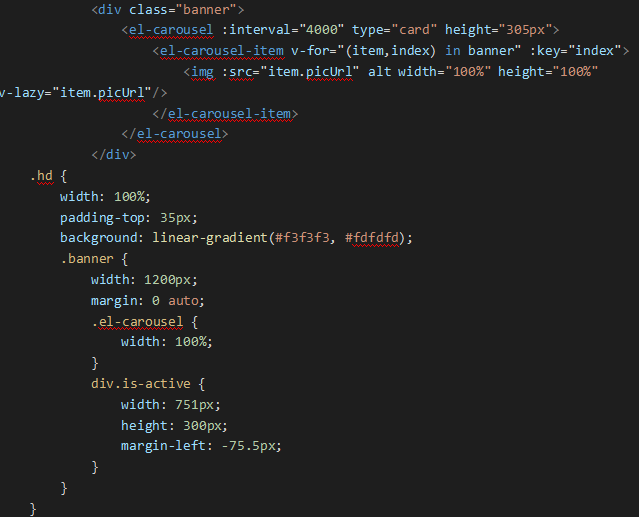 <div class="banner">
<el-carousel :interval="4000" type="card" height="305px">
<el-carousel-item v-for="(item,index) in banner" :key="index">
<img :src="item.picUrl" alt width="100%" height="100%"
v-lazy="item.picUrl"/>
</el-carousel-item>
</el-carousel>
</div>
.hd {
width: 100%;
padding-top: 35px;
background: linear-gradient(#f3f3f3, #fdfdfd);
.banner {
width: 1200px;
margin: 0 auto;
.el-carousel {
width: 100%;
}
div.is-active {
width: 751px;
height: 300px;
margin-left: -75.5px;
}
}
}